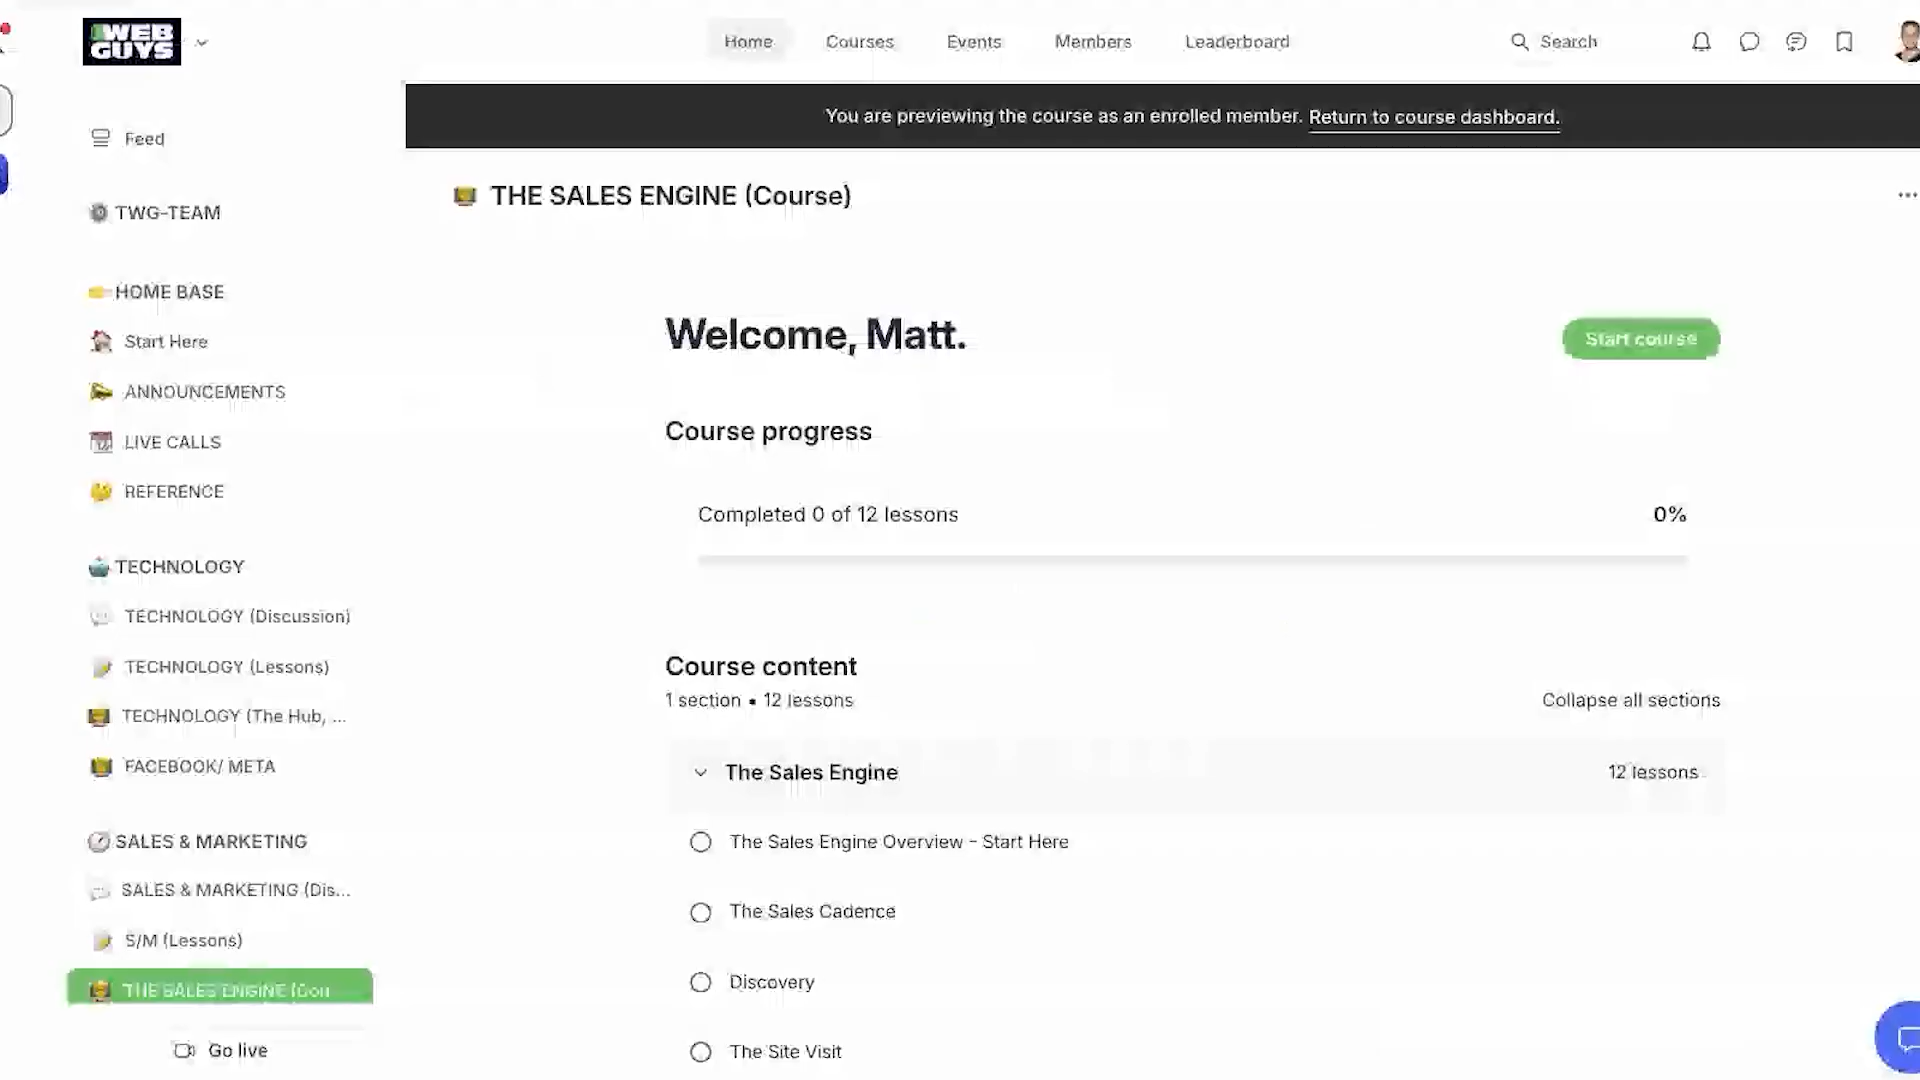 WEB GUYS
Home
Courses
Events
Members
Leaderboard
Search
You are previewing the course as an enrolled member. Return to course dashboard.
Feed
TWG-TEAM
HOME BASE
Start Here
ANNOUNCEMENTS
LIVE CALLS
REFERENCE
TECHNOLOGY
TECHNOLOGY (Discussion)
TECHNOLOGY (Lessons)
TECHNOLOGY (The Hub, ...
FACEBOOK/ META
SALES & MARKETING
SALES & MARKETING (Dis...
S/M (Lessons)
THE SALES ENGINE (Cou
Go live
THE SALES ENGINE (Course)
Welcome, Matt.
Start course
Course progress
Completed 0 of 12 lessons
0%
Course content
1 section • 12 lessons
Collapse all sections
The Sales Engine
12 lessons
The Sales Engine Overview - Start Here
The Sales Cadence
Discovery
The Site Visit